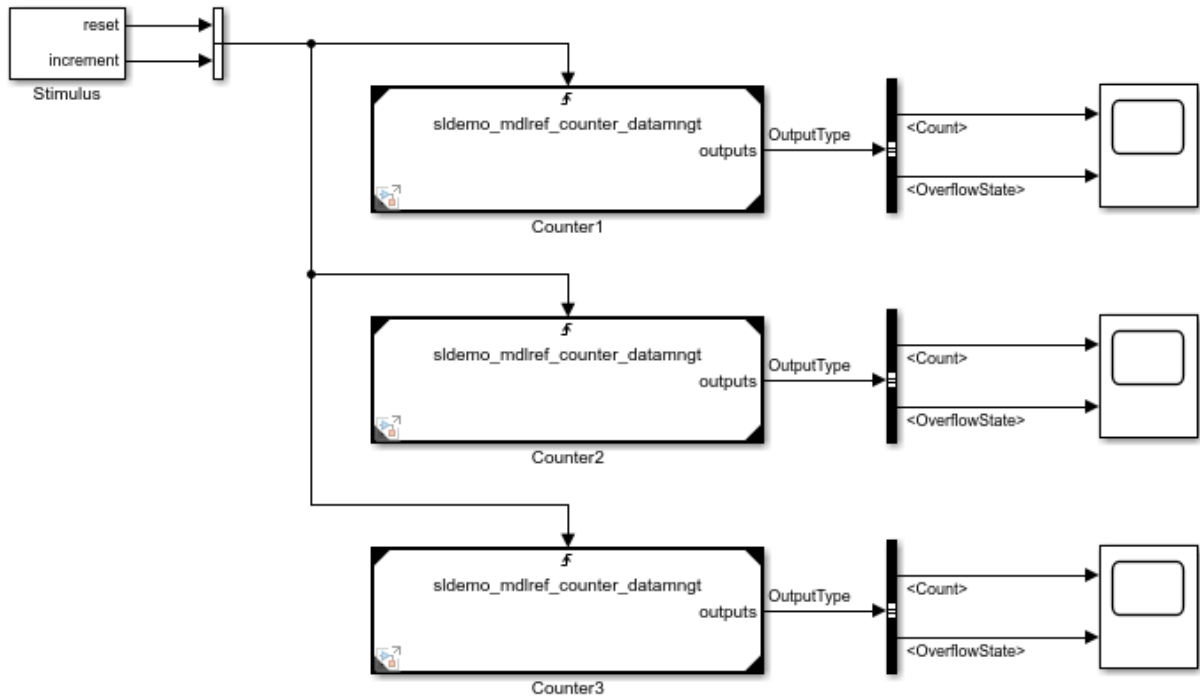 reset
increment
Stimulus
sldemo_mdlref_counter_datamngt
outputs
OutputType
<Count>
<OverflowState>
Counter1
sldemo_mdlref_counter_datamngt
outputs
OutputType
<Count>
<OverflowState>
Counter2
sldemo_mdlref_counter_datamngt
outputs
OutputType
<Count>
<OverflowState>
Counter3